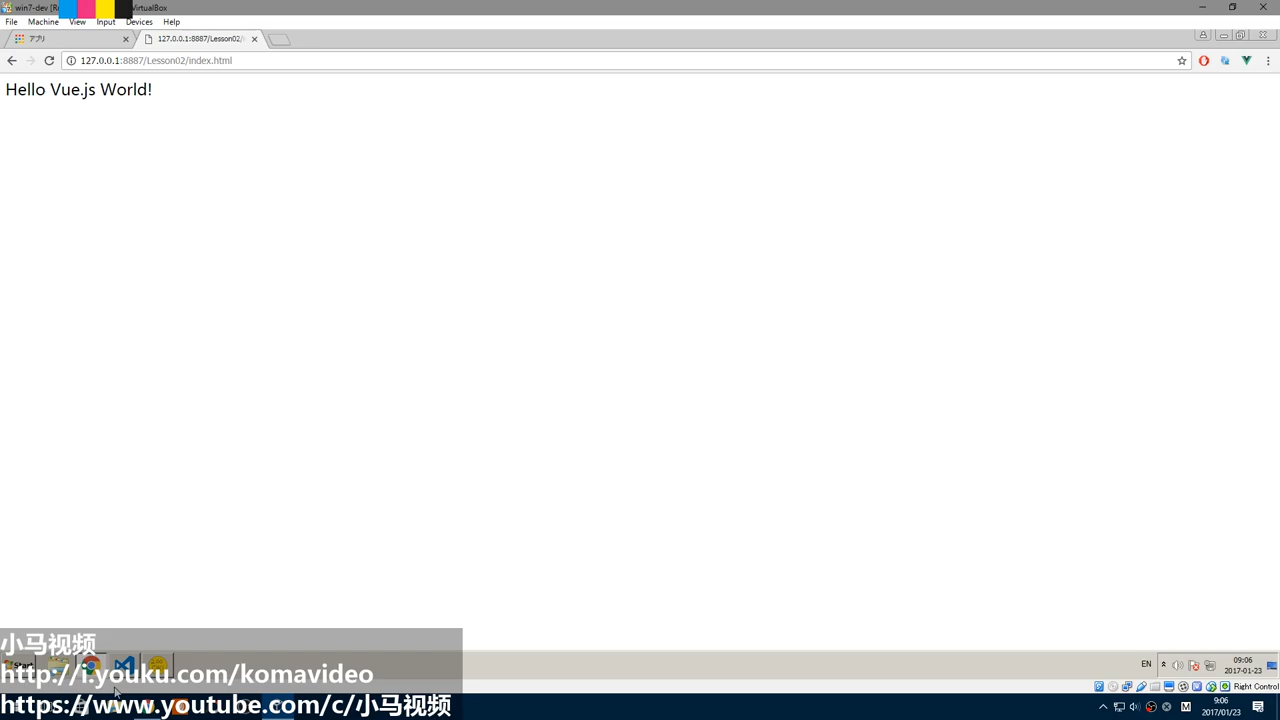 win7-dev [R
VirtualBox
File Machine View Input Devices Help
アプリ
127.0.0.1:8887/Lesson02/
127.0.0.1:8887/Lesson02/index.html
Hello Vue.js World!
小马视频
Start
http://i.youku.com/komavideo
https://www.youtube.com/c/小马视频
EN
09:06
2017-01-23
Right Control
M
9:06
2017/01/23